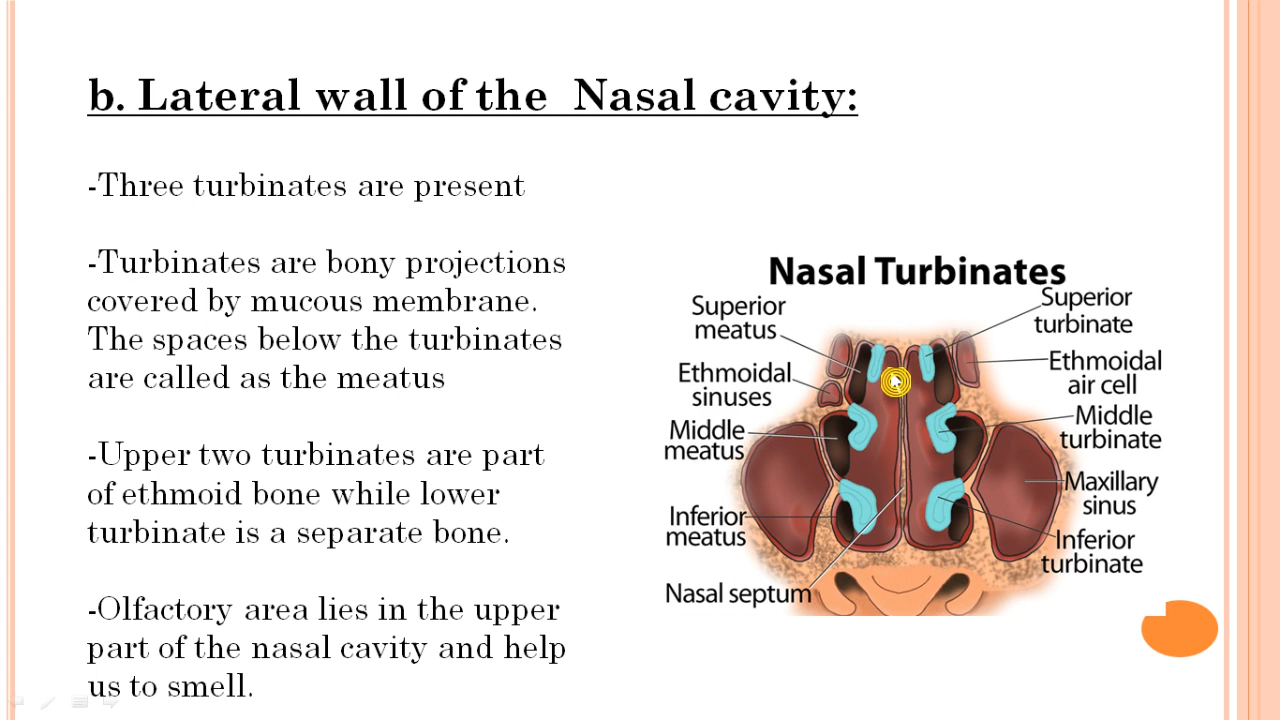 b. Lateral wall of the Nasal cavity:
-Three turbinates are present
-Turbinates are bony projections
covered by mucous membrane.
The spaces below the turbinates
are called as the meatus
-Upper two turbinates are part
of ethmoid bone while lower
turbinate is a separate bone.
-Olfactory area lies in the upper
part of the nasal cavity and help
us to smell.
Nasal Turbinates
Superior
meatus
Ethmoidal
sinuses
Middle
meatus
Inferior
meatus
Nasal septum
Superior
turbinate
Ethmoidal
air cell
Middle
turbinate
Maxillary
sinus
Inferior
turbinate